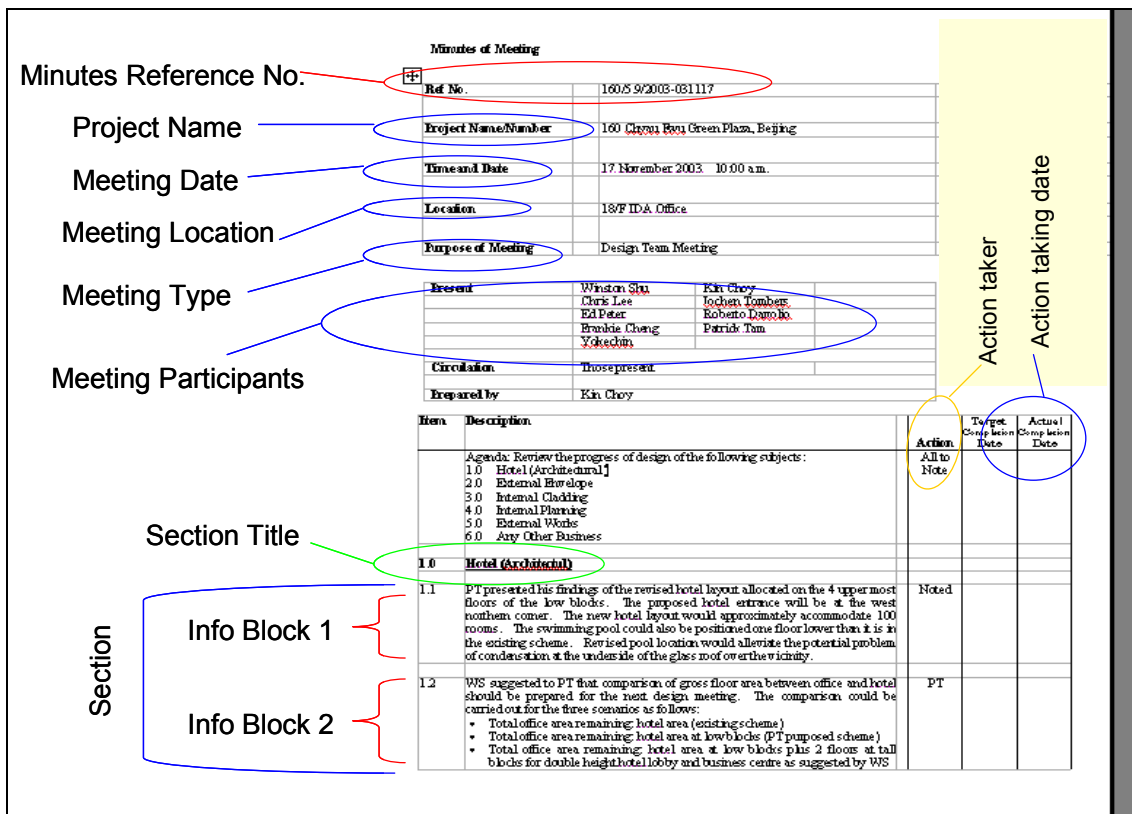 Minutes of Meeting
Minutes Reference No.
Ref No. 160/5.9/2003-031117
Project Name
Project Name/Number 160 Chyau Fwu Green Plaza, Beijing
Meeting Date
Time and Date 17 November 2003. 10:00 a.m.
Meeting Location
Location 18/F IDA Office
Meeting Type
Purpose of Meeting Design Team Meeting
Meeting Participants
Present Winston Shu Kin Choy
Chris Lee Jochen Tombers
Ed Peter Roberto
Frankie Cheng Patrick Tam
Yokechin
Circulation Those present
Prepared by Kin Choy
Action taker
Action taking date
Item Description Action Target Completion Date Actual Completion Date
Agenda: Review the progress of design of the following subjects: All to
1.0 Hotel (Architectural) Note
2.0 External Envelope
3.0 Internal Cladding
4.0 Internal Planning
5.0 External Works
6.0 Any Other Business
Section Title
1.0 Hotel (Architectul)
Section
Info Block 1
1.1 PT presented his findings of the revised hotel layout allocated on the 4 upper most Noted
floors of the low blocks. The proposed hotel entrance will be at the west
northern corner. The new hotel layout would approximately accommodate 100
rooms. The swimming pool could also be positioned one floor lower than it is in
the existing scheme. Revised pool location would alleviate the potential problem
of condensation at the underside of the glass roof over the vicinity.
Info Block 2
1.2 WS suggested to PT that comparison of gross floor area between office and hotel PT
should be prepared for the next design meeting. The comparison could be
carried out for the three scenarios as follows:
• Total office area remaining; hotel area (existing scheme)
• Total office area remaining; hotel area at low blocks (PT purposed scheme)
• Total office area remaining; hotel area at low blocks plus 2 floors at tall
blocks for double height hotel lobby and business centre as suggested by WS